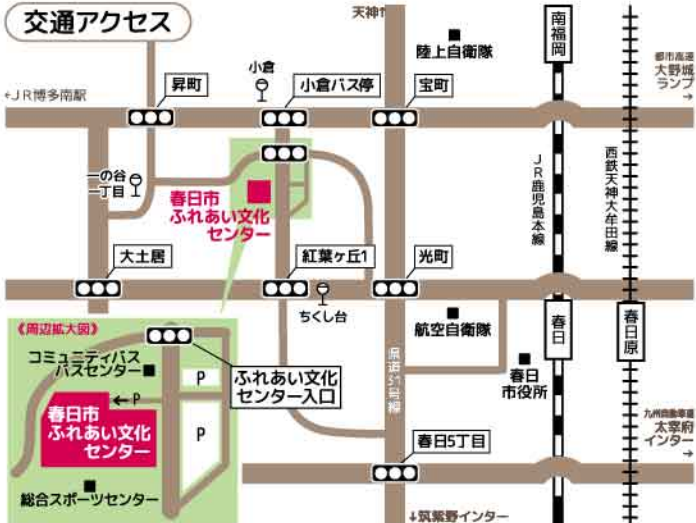 交通アクセス
天神↑
陸上自衛隊
南福岡
都市高速
大野城
ランプ
→
←JR博多南駅
昇町
小倉
小倉バス停
宝町
一の谷
一丁目
春日市
ふれあい文化
センター
JR鹿児島本線
西鉄天神大牟田線
大土居
紅葉ヶ丘1
光町
ちくし台
航空自衛隊
春日
春日原
県道31号線
春日
市役所
《周辺拡大図》
コミュニティバス
バスセンター
P
ふれあい文化
センター入口
←P
春日市
ふれあい文化
センター
P
総合スポーツセンター
春日5丁目
九州自動車道
太宰府
インター
→
↓筑紫野インター